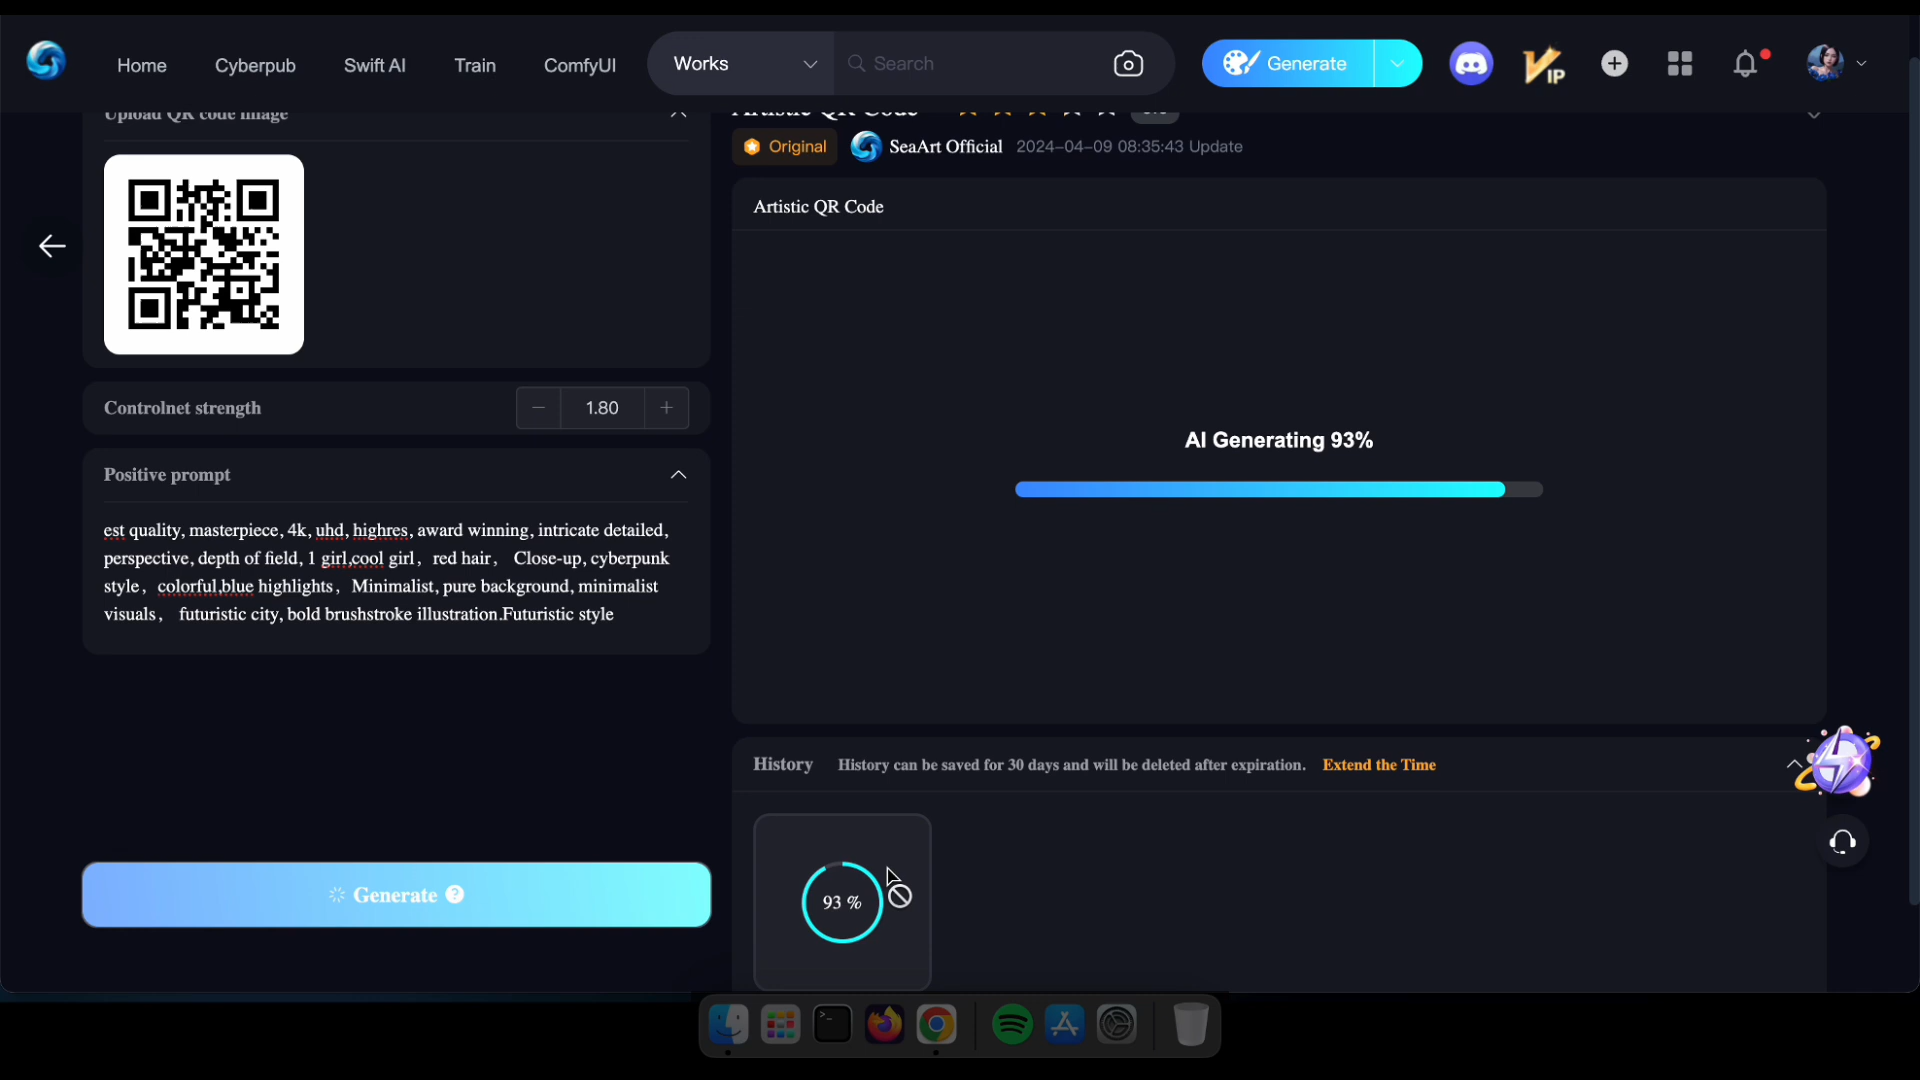 Home
Cyberpub
Swift AI
Train
ComfyUI
Works
Search
Generate
VIP
Upload QR code image
Artistic QR Code
Original
SeaArt Official
2024-04-09 08:35:43 Update
Artistic QR Code
Controlnet strength
1.80
AI Generating 93%
Positive prompt
est quality, masterpiece, 4k, uhd, highres, award winning, intricate detailed,
perspective, depth of field, 1 girl,cool girl， red hair， Close-up, cyberpunk
style， colorful,blue highlights， Minimalist, pure background, minimalist
visuals， futuristic city, bold brushstroke illustration.Futuristic style
History
History can be saved for 30 days and will be deleted after expiration.
Extend the Time
93 %
Generate ?